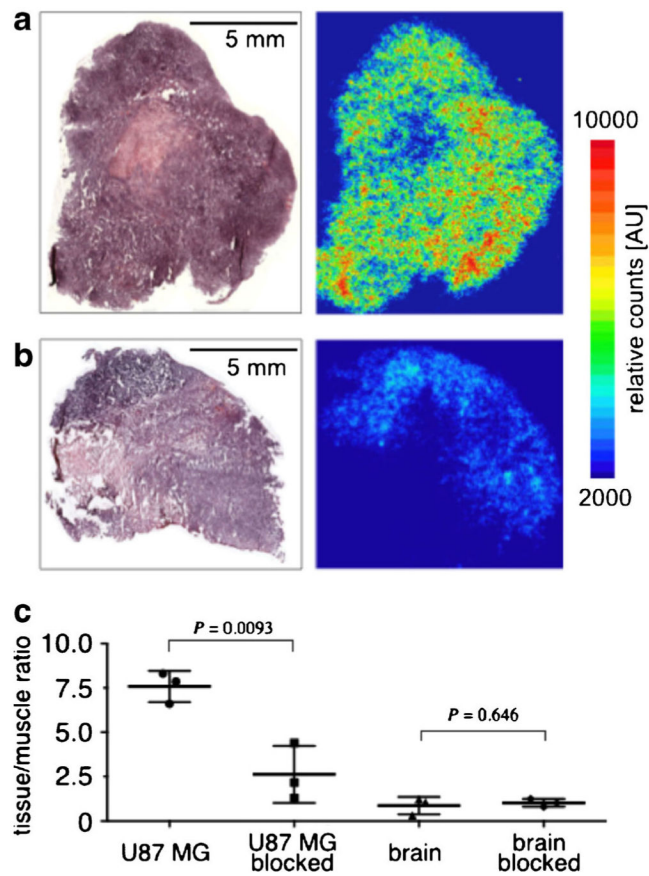 a
5 mm
10000
relative counts [AU]
2000
b
5 mm
c
P = 0.0093
P = 0.646
tissue/muscle ratio
10.0
7.5
5.0
2.5
0
U87 MG
U87 MG
blocked
brain
brain
blocked